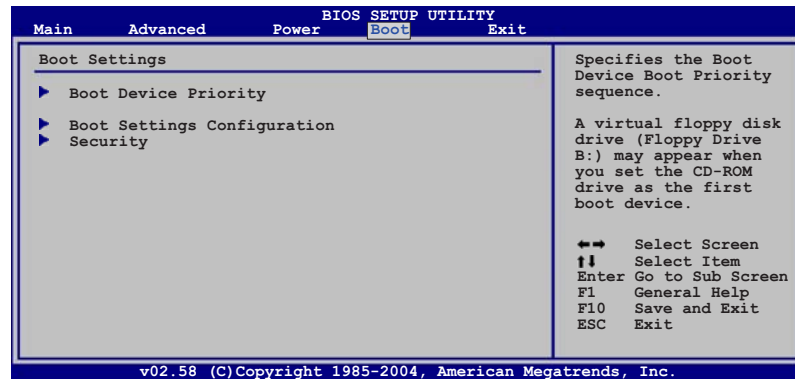 BIOS SETUP UTILITY
Main Advanced Power Boot Exit
Boot Settings
Boot Device Priority
Boot Settings Configuration
Security
Specifies the Boot
Device Boot Priority
sequence.
A virtual floppy disk
drive (Floppy Drive
B:) may appear when
you set the CD-ROM
drive as the first
boot device.
Select Screen
Select Item
Enter Go to Sub Screen
F1 General Help
F10 Save and Exit
ESC Exit
v02.58 (C)Copyright 1985-2004, American Megatrends, Inc.